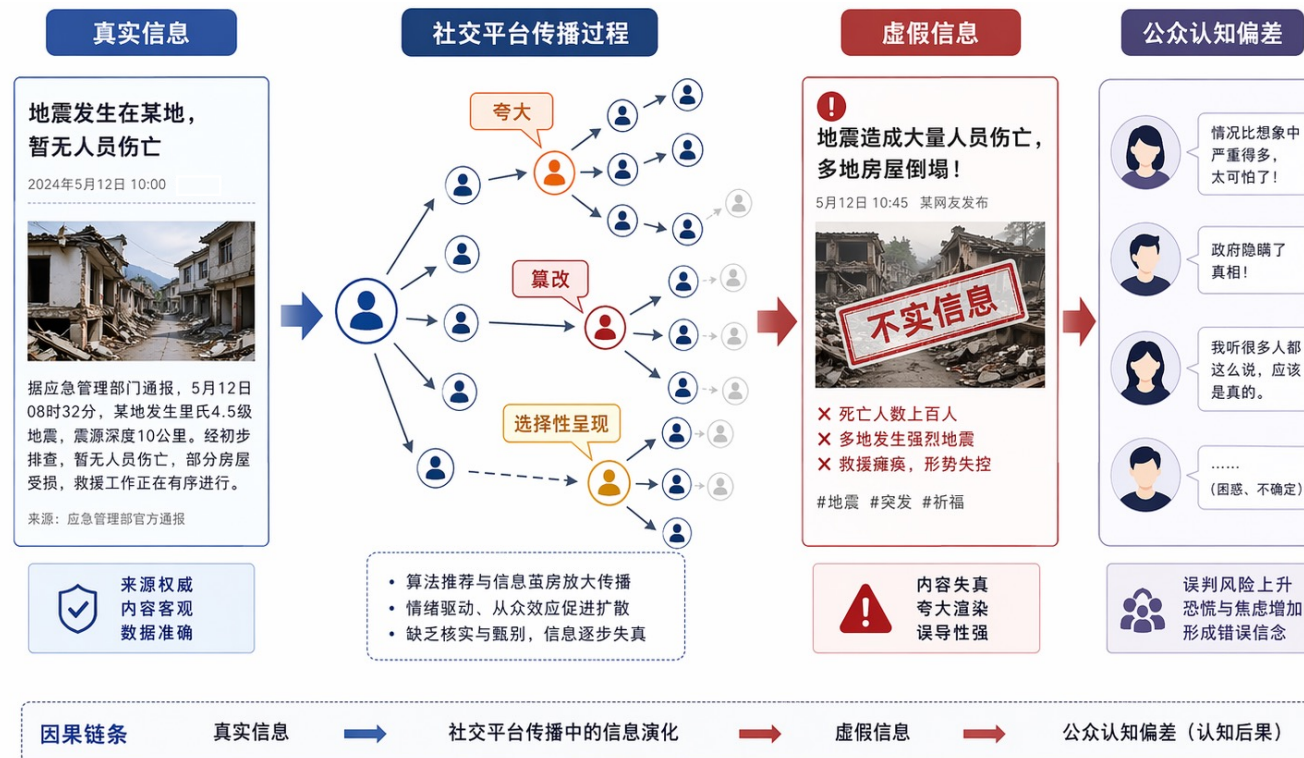 真实信息
地震发生在某地，
暂无人员伤亡
2024年5月12日 10:00
据应急管理部门通报，5月12日
08时32分，某地发生里氏4.5级
地震，震源深度10公里。经初步
排查，暂无人员伤亡，部分房屋
受损，救援工作正在有序进行。
来源：应急管理部官方通报
来源权威
内容客观
数据准确
社交平台传播过程
夸大
篡改
选择性呈现
• 算法推荐与信息茧房放大传播
• 情绪驱动、从众效应促进扩散
• 缺乏核实与甄别，信息逐步失真
虚假信息
地震造成大量人员伤亡，
多地房屋倒塌！
5月12日 10:45 某网友发布
不实信息
✕ 死亡人数上百人
✕ 多地发生强烈地震
✕ 救援瘫痪，形势失控
#地震 #突发 #祈福
内容失真
夸大渲染
误导性强
公众认知偏差
情况比想象中
严重得多，
太可怕了！
政府隐瞒了
真相！
我听很多人都
这么说，应该
是真的。
……
（困惑、不确定）
误判风险上升
恐慌与焦虑增加
形成错误信念
因果链条
真实信息
社交平台传播中的信息演化
虚假信息
公众认知偏差（认知后果）